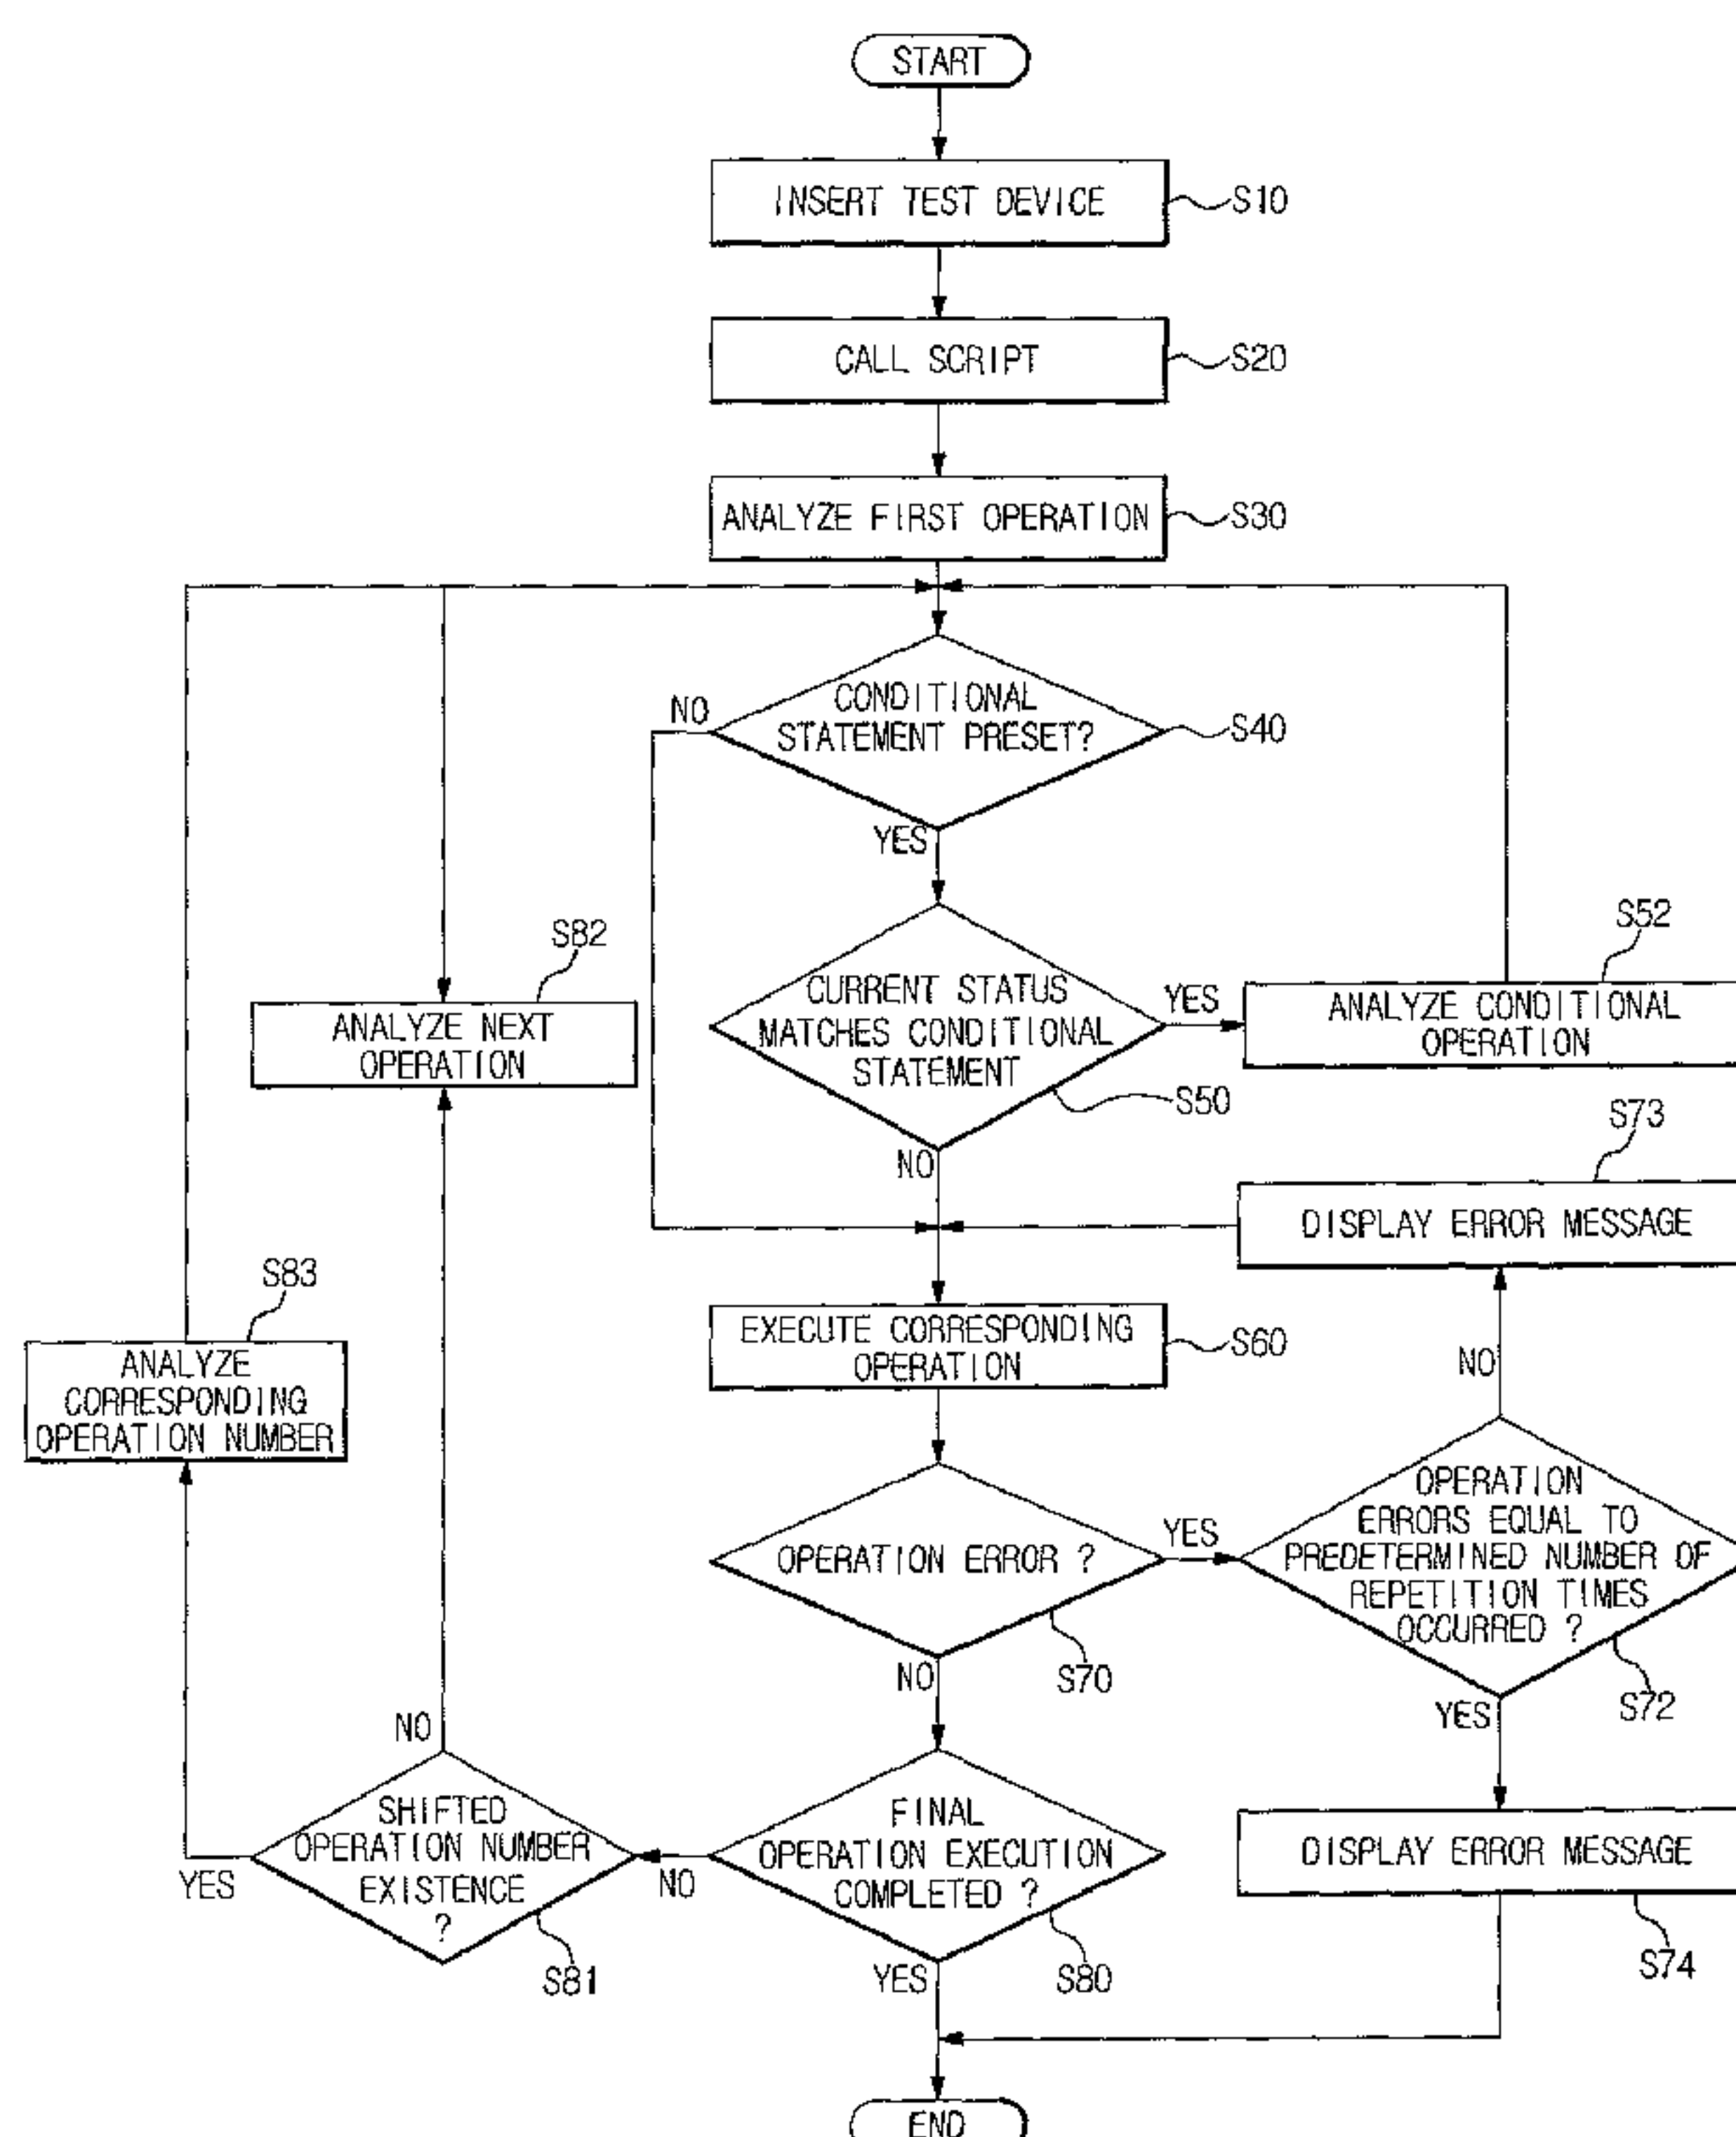 START
INSERT TEST DEVICE
S10
CALL SCRIPT
S20
ANALYZE FIRST OPERATION
S30
CONDITIONAL
STATEMENT PRESET?
S40
NO
YES
CURRENT STATUS
MATCHES CONDITIONAL
STATEMENT
S50
YES
NO
ANALYZE CONDITIONAL
OPERATION
S52
S82
ANALYZE NEXT
OPERATION
S73
DISPLAY ERROR MESSAGE
S83
ANALYZE
CORRESPONDING
OPERATION NUMBER
EXECUTE CORRESPONDING
OPERATION
S60
NO
OPERATION ERROR ?
S70
YES
NO
OPERATION
ERRORS EQUAL TO
PREDETERMINED NUMBER OF
REPETITION TIMES
OCCURRED ?
S72
YES
NO
SHIFTED
OPERATION NUMBER
EXISTENCE
?
S81
YES
NO
FINAL
OPERATION EXECUTION
COMPLETED ?
S80
YES
DISPLAY ERROR MESSAGE
S74
END